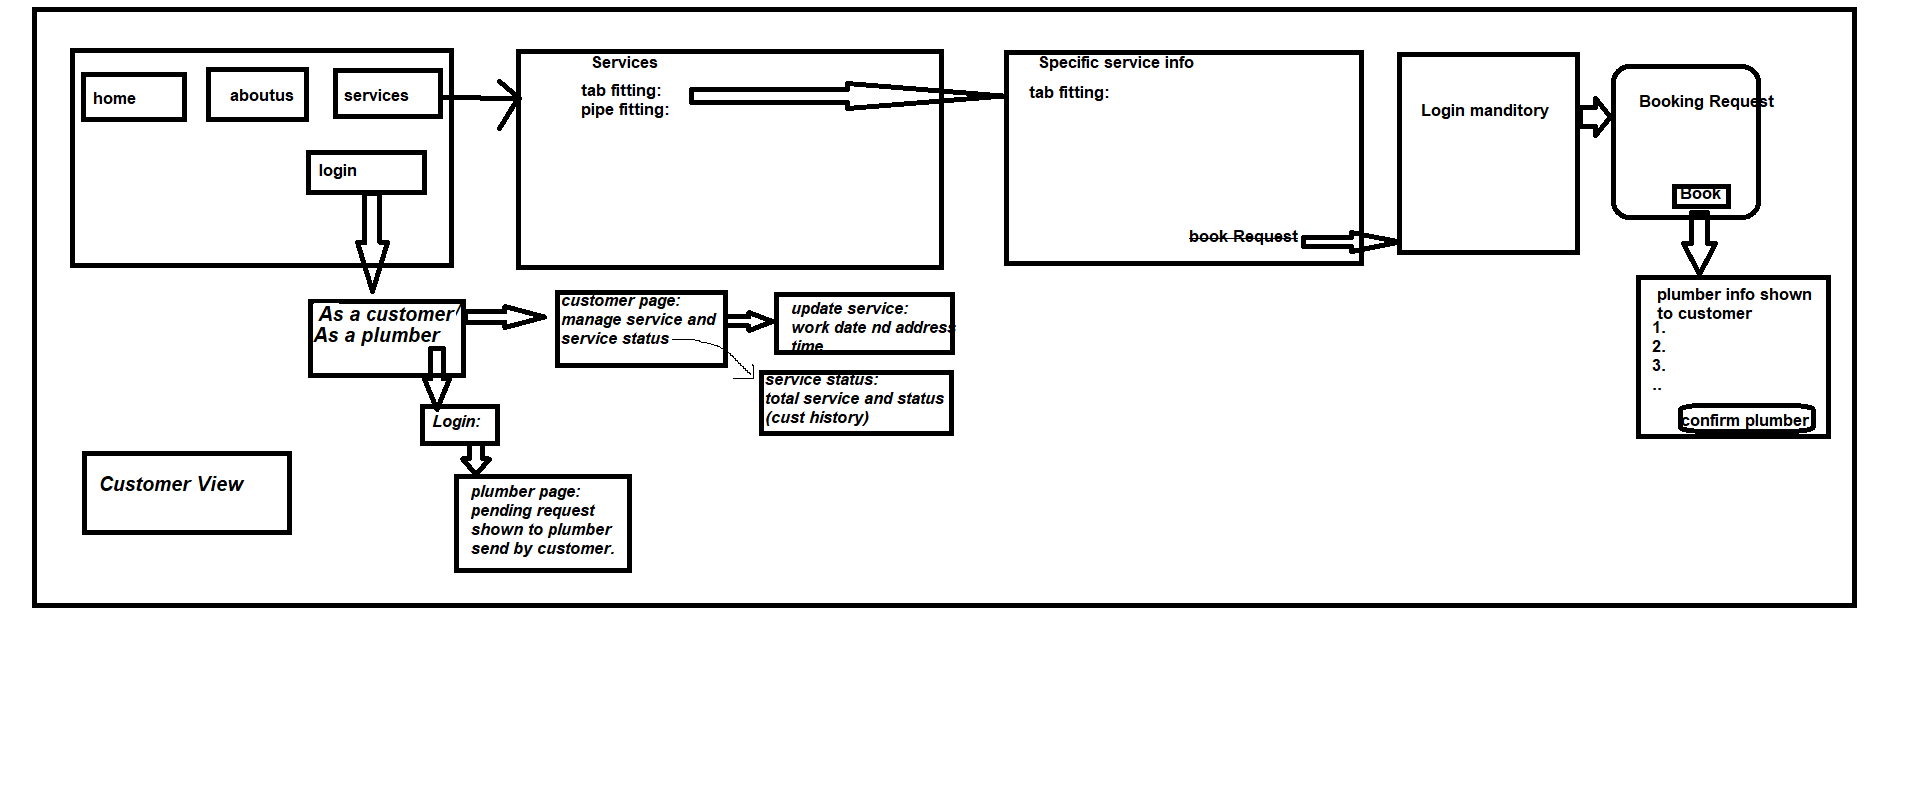 home
aboutus
services
login
Services
tab fitting:
pipe fitting:
Specific service info
tab fitting:
book Request
Login manditory
Booking Request
Book
plumber info shown
to customer
1.
2.
3.
..
confirm plumber
As a customer/
As a plumber
customer page:
manage service and
service status
update service:
work date nd address
time
service status:
total service and status
(cust history)
Login:
plumber page:
pending request
shown to plumber
send by customer.
Customer View